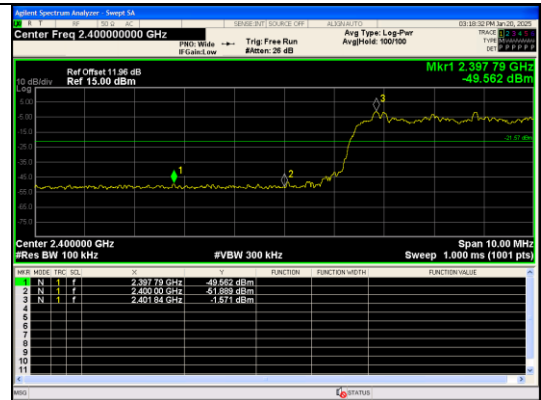 Agilent Spectrum Analyzer - Swept SA
R T RF 50 Ω AC SENSE:INT SOURCE OFF ALIGN AUTO 03:18:32 PM Jan 20, 2025
Center Freq 2.400000000 GHz
PNO: Wide Trig: Free Run
IFGain:Low #Atten: 26 dB
Avg Type: Log-Pwr
Avg|Hold: 100/100
TRACE 1 2 3 4 5 6
TYPE
DET P P P P P P
Mkr1 2.397 79 GHz
-49.562 dBm
Ref Offset 11.96 dB
10 dB/div Ref 15.00 dBm
Log
5.00
-5.00
-15.0
-25.0
-35.0
-45.0
-55.0
-65.0
-75.0
1
2
3
-21.57 dBm
Center 2.400000 GHz Span 10.00 MHz
#Res BW 100 kHz #VBW 300 kHz Sweep 1.000 ms (1001 pts)
MKR MODE TRC SCL X Y FUNCTION FUNCTION WIDTH FUNCTION VALUE
1 N 1 f 2.397 79 GHz -49.562 dBm
2 N 1 f 2.400 00 GHz -51.889 dBm
3 N 1 f 2.401 84 GHz -1.571 dBm
4
5
6
7
8
9
10
11
MSG STATUS